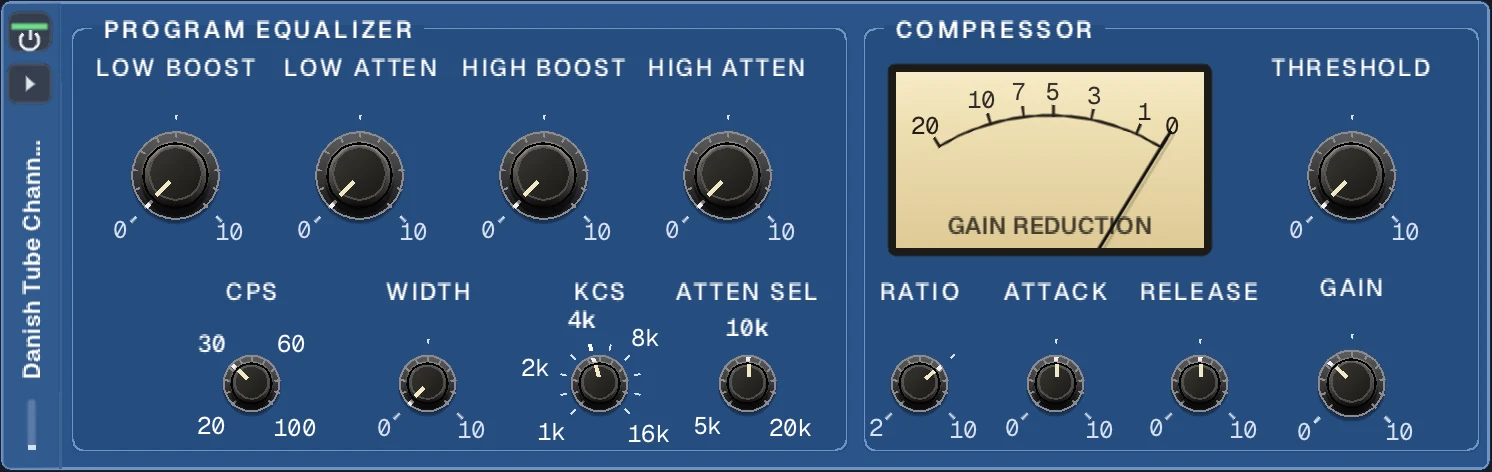 Danish Tube Chann...
PROGRAM EQUALIZER
LOW BOOST LOW ATTEN HIGH BOOST HIGH ATTEN
0 10 0 10 0 10 0 10
CPS WIDTH KCS ATTEN SEL
30 60 4k 8k 10k
2k
20 100 0 10 1k 16k 5k 20k
COMPRESSOR
THRESHOLD
20 10 7 5 3 1 0
GAIN REDUCTION
0 10
RATIO ATTACK RELEASE GAIN
2 10 0 10 0 10 0 10